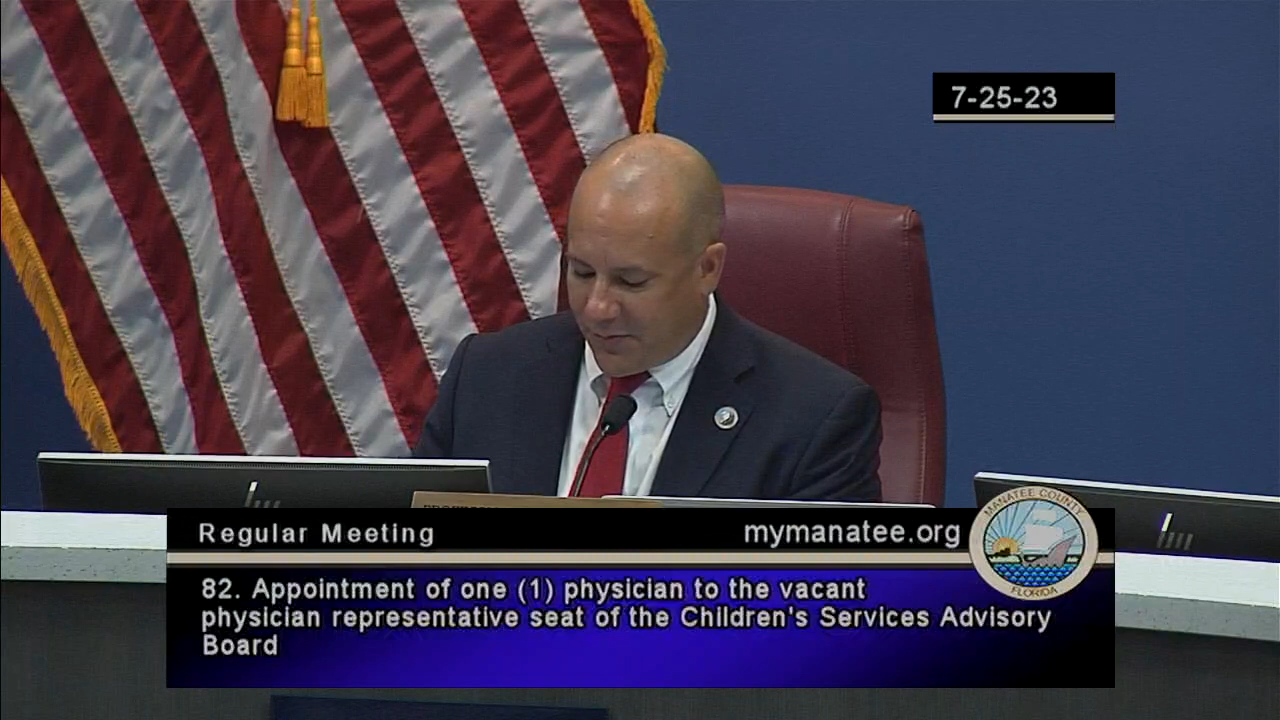 7-25-23
Regular Meeting
mymanatee.org
MANATEE COUNTY
FLORIDA
82. Appointment of one (1) physician to the vacant
physician representative seat of the Children's Services Advisory
Board